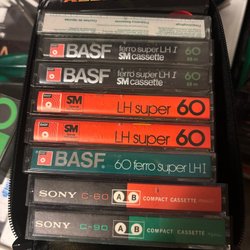 BASF ferro super LH I 60
SM cassette
BASF ferro super LH I 60
SM cassette
SM LH super 60
SM LH super 60
BASF 60 ferro super LH I
SONY C-60 A B COMPACT CASSETTE
SONY C-90 A B COMPACT CASSETTE